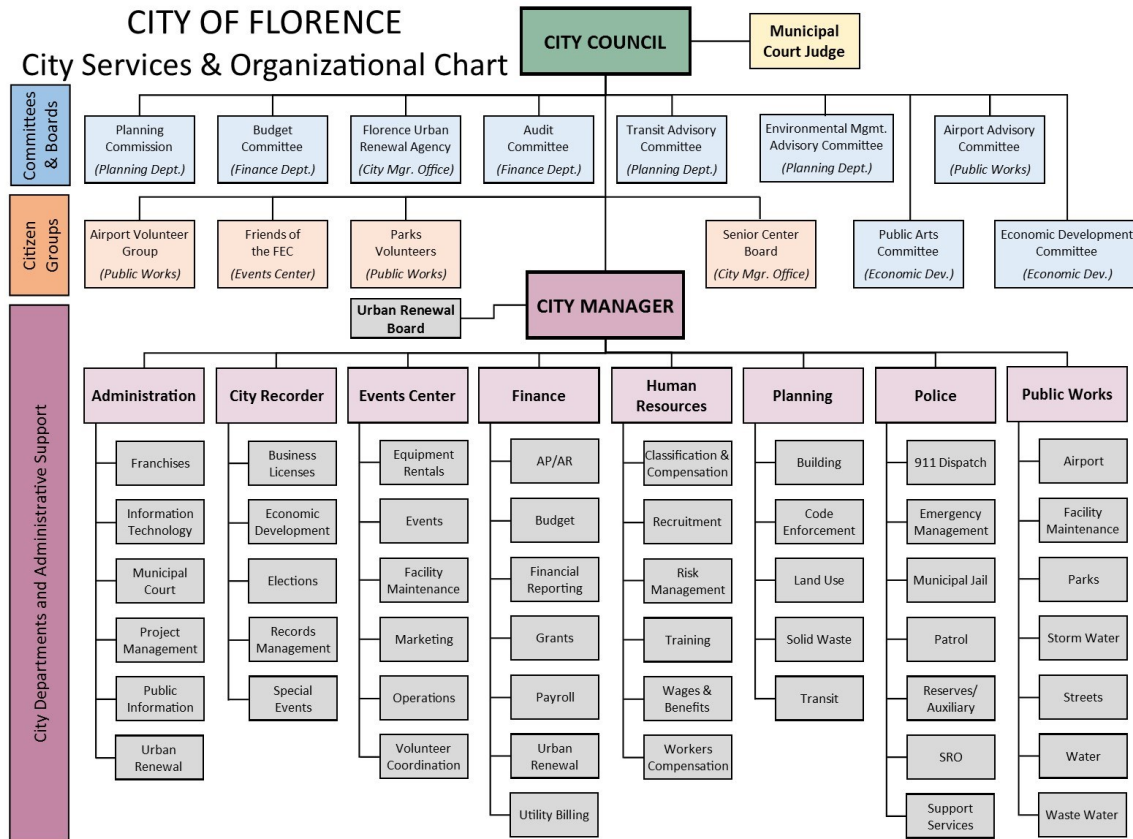 CITY OF FLORENCE
City Services & Organizational Chart
CITY COUNCIL
Municipal
Court Judge
Committees
& Boards
Planning
Commission
(Planning Dept.)
Budget
Committee
(Finance Dept.)
Florence Urban
Renewal Agency
(City Mgr. Office)
Audit
Committee
(Finance Dept.)
Transit Advisory
Committee
(Planning Dept.)
Environmental Mgmt.
Advisory Committee
(Planning Dept.)
Airport Advisory
Committee
(Public Works)
Citizen
Groups
Airport Volunteer
Group
(Public Works)
Friends of
the FEC
(Events Center)
Parks
Volunteers
(Public Works)
Senior Center
Board
(City Mgr. Office)
Public Arts
Committee
(Economic Dev.)
Economic Development
Committee
(Economic Dev.)
Urban Renewal
Board
CITY MANAGER
City Departments and Administrative Support
Administration
Franchises
Information
Technology
Municipal
Court
Project
Management
Public
Information
Urban
Renewal
City Recorder
Business
Licenses
Economic
Development
Elections
Records
Management
Special
Events
Events Center
Equipment
Rentals
Events
Facility
Maintenance
Marketing
Operations
Volunteer
Coordination
Finance
AP/AR
Budget
Financial
Reporting
Grants
Payroll
Urban
Renewal
Utility Billing
Human
Resources
Classification &
Compensation
Recruitment
Risk
Management
Training
Wages &
Benefits
Workers
Compensation
Planning
Building
Code
Enforcement
Land Use
Solid Waste
Transit
Police
911 Dispatch
Emergency
Management
Municipal Jail
Patrol
Reserves/
Auxiliary
SRO
Support
Services
Public Works
Airport
Facility
Maintenance
Parks
Storm Water
Streets
Water
Waste Water